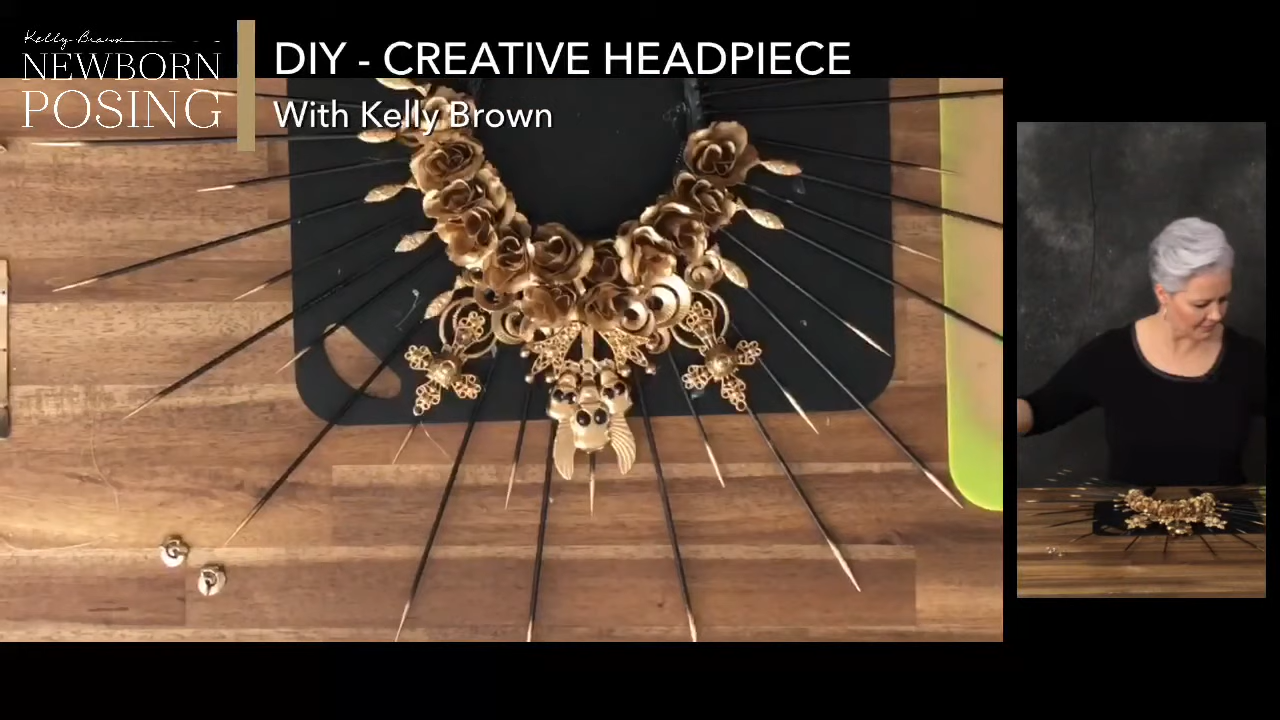 Kelly Brown
NEWBORN
POSING
DIY - CREATIVE HEADPIECE
With Kelly Brown